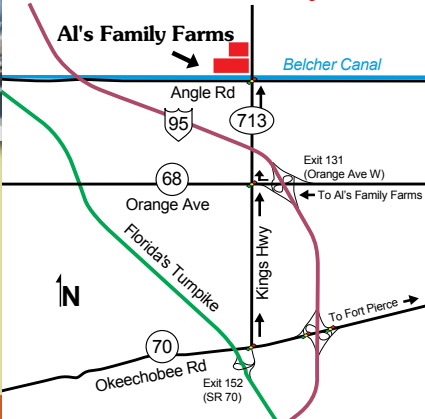 Al's Family Farms
Belcher Canal
Angle Rd
95
713
Exit 131
(Orange Ave W)
68
To Al's Family Farms
Orange Ave
Florida's Turnpike
Kings Hwy
N
To Fort Pierce
70
Okeechobee Rd
Exit 152
(SR 70)